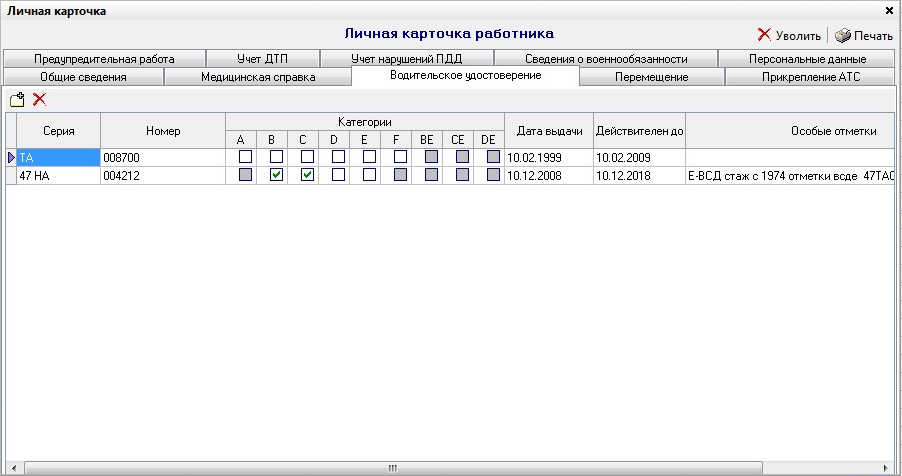 Личная карточка
Личная карточка работника
Уволить
Печать
Предупредительная работа Учет ДТП Учет нарушений ПДД Сведения о военнообязанности Персональные данные
Общие сведения Медицинская справка Водительское удостоверение Перемещение Прикрепление АТС
Серия Номер Категории Дата выдачи Действителен до Особые отметки
A B C D E F BE CE DE
ТА 008700 10.02.1999 10.02.2009
47 НА 004212 10.12.2008 10.12.2018 Е-ВСД стаж с 1974 отметки всде 47ТАО